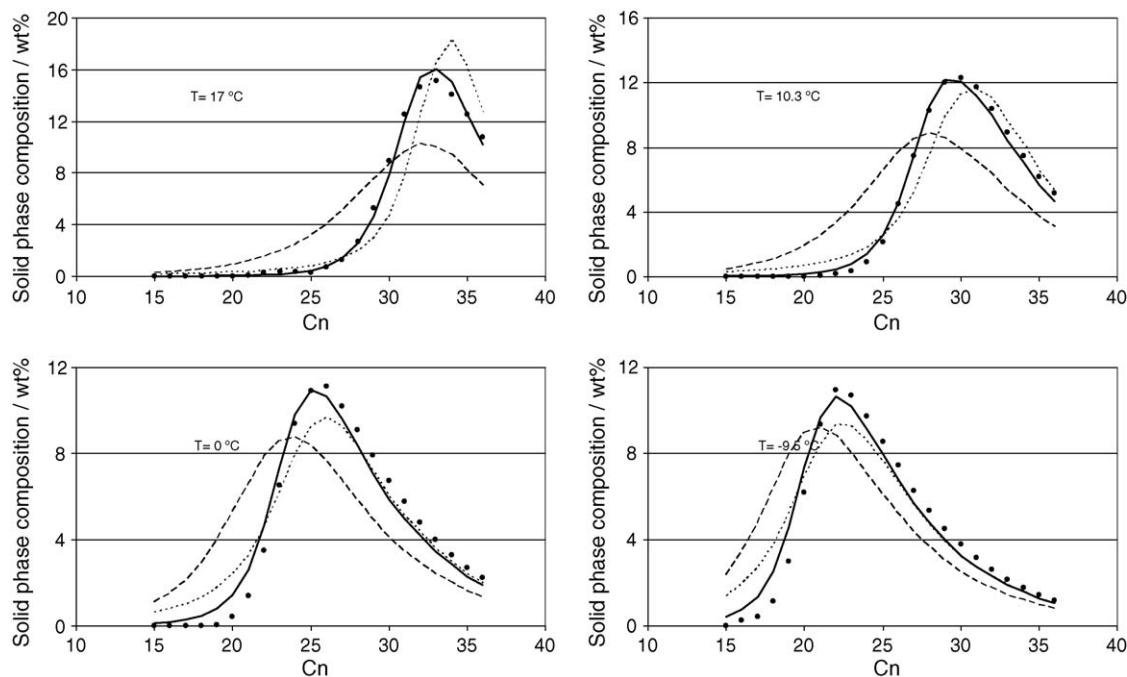 Solid phase composition / wt%
20
16
12
8
4
0
T= 17 °C
10 15 20 25 30 35 40
Cn
Solid phase composition / wt%
16
12
8
4
0
T= 10.3 °C
10 15 20 25 30 35 40
Cn
Solid phase composition / wt%
12
8
4
0
T= 0 °C
10 15 20 25 30 35 40 45
Cn
Solid phase composition / wt%
12
8
4
0
T= -9.6 °C
10 15 20 25 30 35 40
Cn